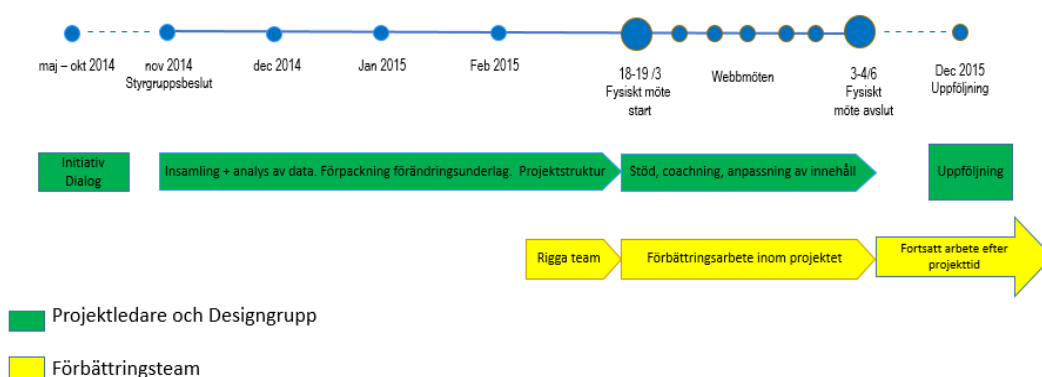 maj – okt 2014
nov 2014
Styrgruppsbeslut
dec 2014
Jan 2015
Feb 2015
18-19 /3
Fysiskt möte
start
Webbmöten
3-4/6
Fysiskt
möte avslut
Dec 2015
Uppföljning
Initiativ
Dialog
Insamling + analys av data. Förpackning förändringsunderlag. Projektstruktur
Stöd, coachning, anpassning av innehåll
Uppföljning
Rigga team
Förbättringsarbete inom projektet
Fortsatt arbete efter
projekttid
Projektledare och Designgrupp
Förbättringsteam